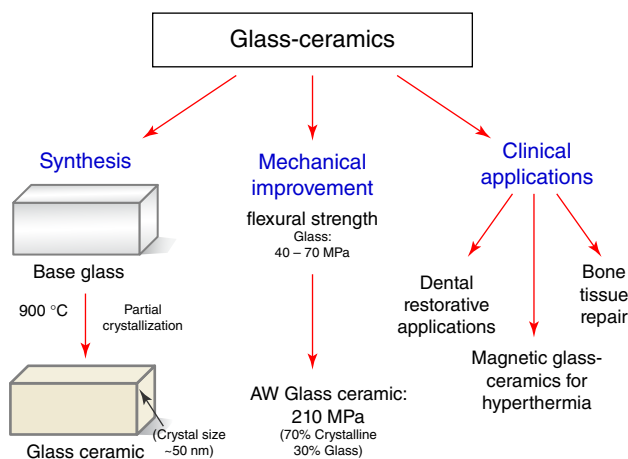 Glass-ceramics
Synthesis
Base glass
900 °C
Partial
crystallization
(Crystal size
~50 nm)
Glass ceramic
Mechanical
improvement
flexural strength
Glass:
40 – 70 MPa
AW Glass ceramic:
210 MPa
(70% Crystalline
30% Glass)
Clinical
applications
Dental
restorative
applications
Magnetic glass-
ceramics for
hyperthermia
Bone
tissue
repair